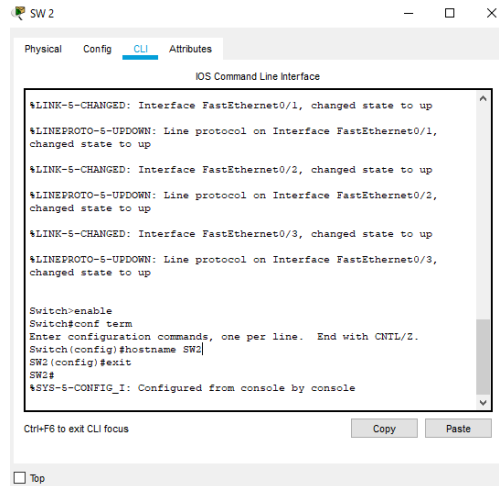 SW 2
Physical Config CLI Attributes
IOS Command Line Interface
%LINK-5-CHANGED: Interface FastEthernet0/1, changed state to up
%LINEPROTO-5-UPDOWN: Line protocol on Interface FastEthernet0/1,
changed state to up
%LINK-5-CHANGED: Interface FastEthernet0/2, changed state to up
%LINEPROTO-5-UPDOWN: Line protocol on Interface FastEthernet0/2,
changed state to up
%LINK-5-CHANGED: Interface FastEthernet0/3, changed state to up
%LINEPROTO-5-UPDOWN: Line protocol on Interface FastEthernet0/3,
changed state to up
Switch>enable
Switch#conf term
Enter configuration commands, one per line. End with CNTL/Z.
Switch(config)#hostname SW2
SW2(config)#exit
SW2#
%SYS-5-CONFIG_I: Configured from console by console
Ctrl+F6 to exit CLI focus
Copy Paste
Top